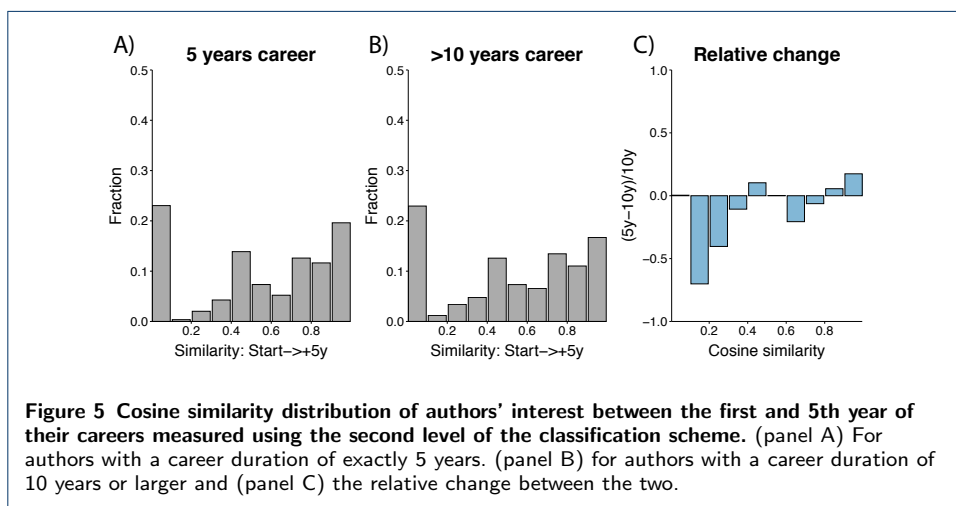 A) B) C)
5 years career >10 years career Relative change
0.5 0.5 1.0
0.4 0.4
0.5
0.3 0.3
Fraction Fraction (5y−10y)/10y
0.0
0.2 0.2
−0.5
0.1 0.1
0.0 0.0 −1.0
0.2 0.4 0.6 0.8 0.2 0.4 0.6 0.8 0.2 0.4 0.6 0.8
Similarity: Start−>+5y Similarity: Start−>+5y Cosine similarity
Figure 5 Cosine similarity distribution of authors' interest between the first and 5th year of
their careers measured using the second level of the classification scheme. (panel A) For
authors with a career duration of exactly 5 years. (panel B) for authors with a career duration of
10 years or larger and (panel C) the relative change between the two.